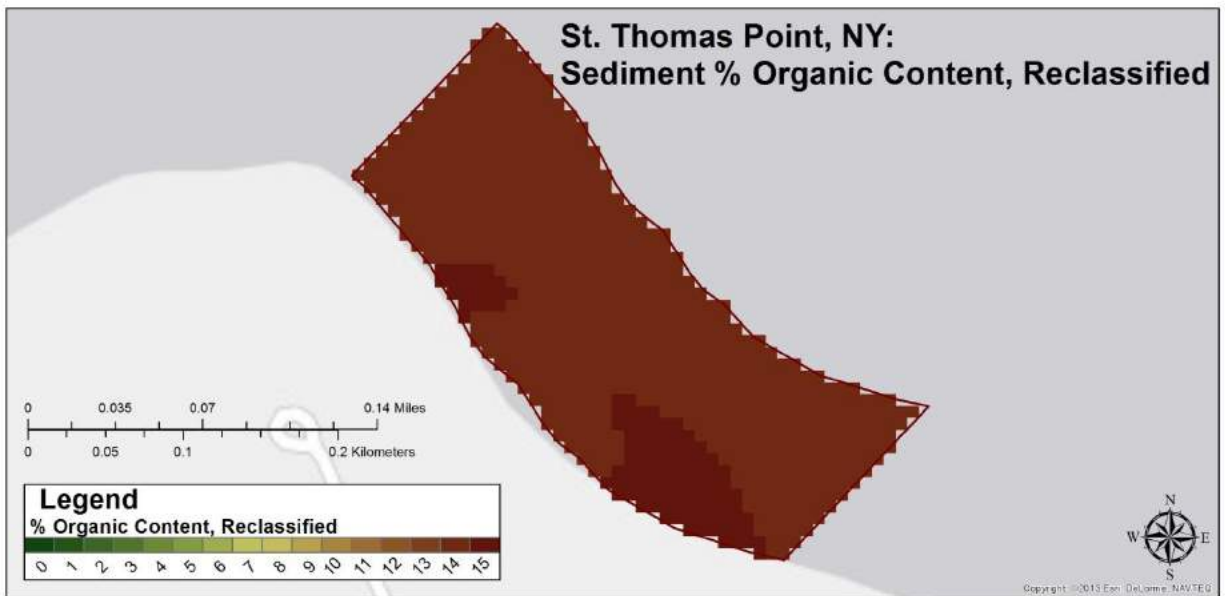 St. Thomas Point, NY:
Sediment % Organic Content, Reclassified
0 0.035 0.07 0.14 Miles
0 0.05 0.1 0.2 Kilometers
Legend
% Organic Content, Reclassified
0 1 2 3 4 5 6 7 8 9 10 11 12 13 14 15
N
W E
S
Copyright: ©2013 Esri, DeLorme, NAVTEQ